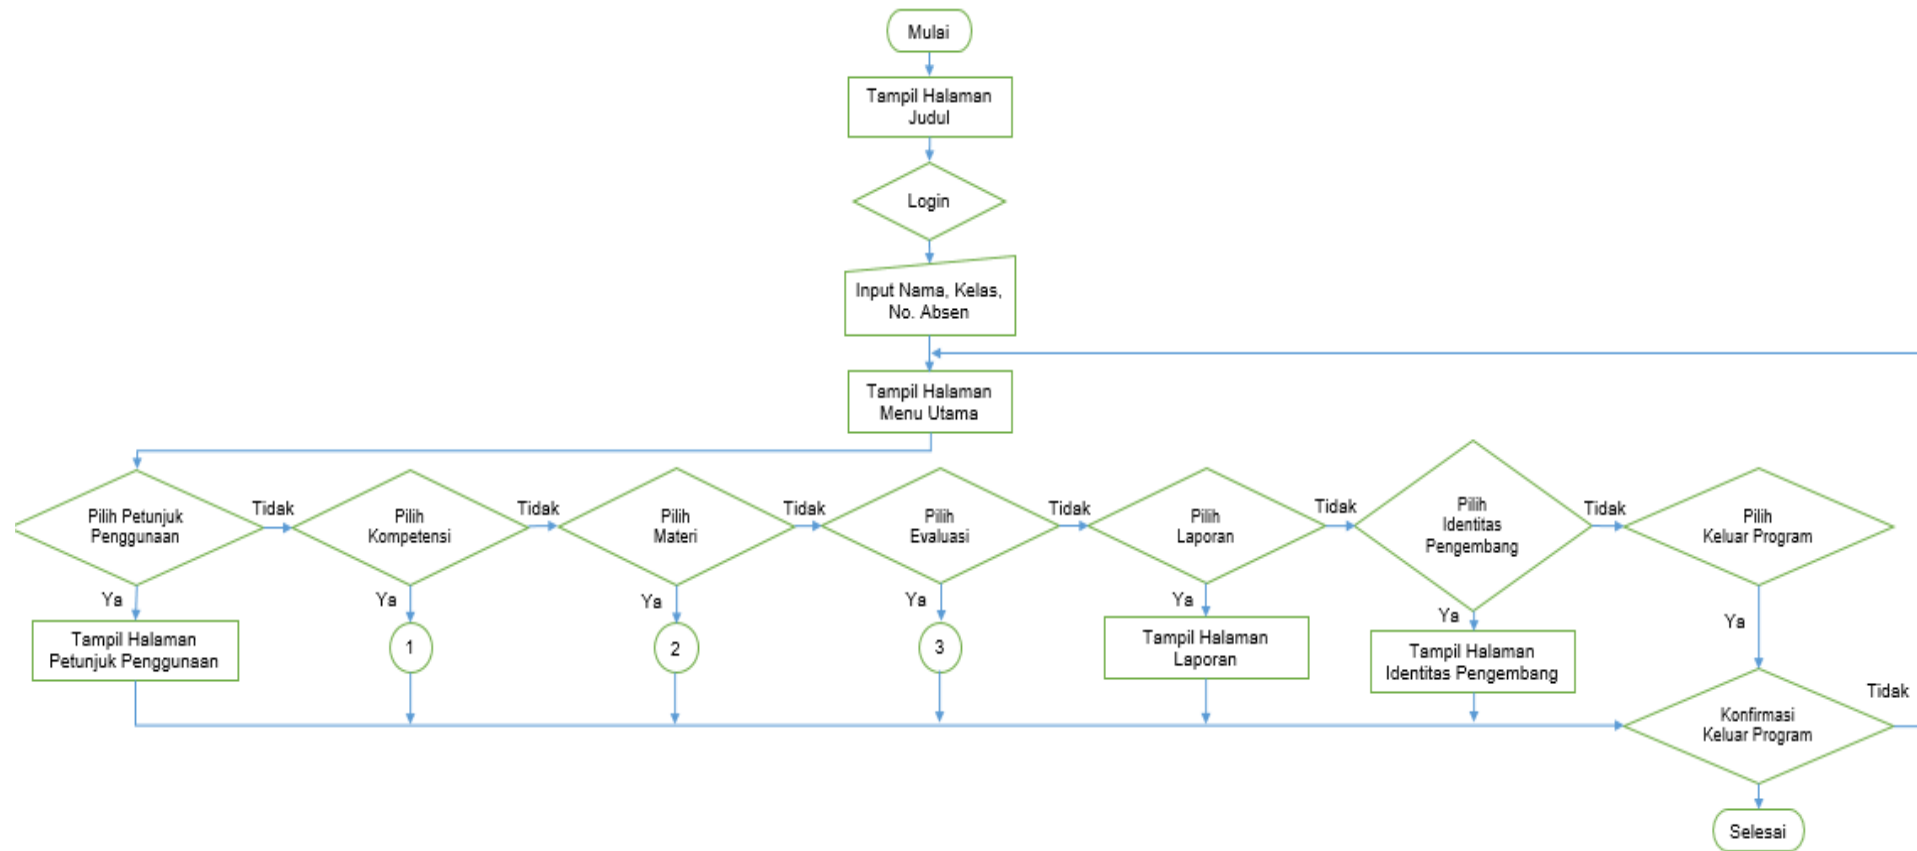 Mulai
Tampil Halaman
Judul
Login
Input Nama, Kelas,
No. Absen
Tampil Halaman
Menu Utama
Pilih Petunjuk
Penggunaan
Tidak
Pilih
Kompetensi
Tidak
Pilih
Materi
Tidak
Pilih
Evaluasi
Tidak
Pilih
Laporan
Tidak
Pilih
Identitas
Pengembang
Tidak
Pilih
Keluar Program
Ya
Ya
Ya
Ya
Ya
Ya
Ya
Tampil Halaman
Petunjuk Penggunaan
1
2
3
Tampil Halaman
Laporan
Tampil Halaman
Identitas Pengembang
Tidak
Konfirmasi
Keluar Program
Selesai